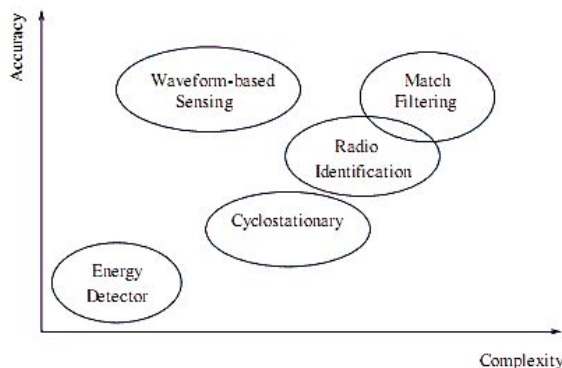 Accuracy
Waveform-based
Sensing
Match
Filtering
Radio
Identification
Cyclostationary
Energy
Detector
Complexity